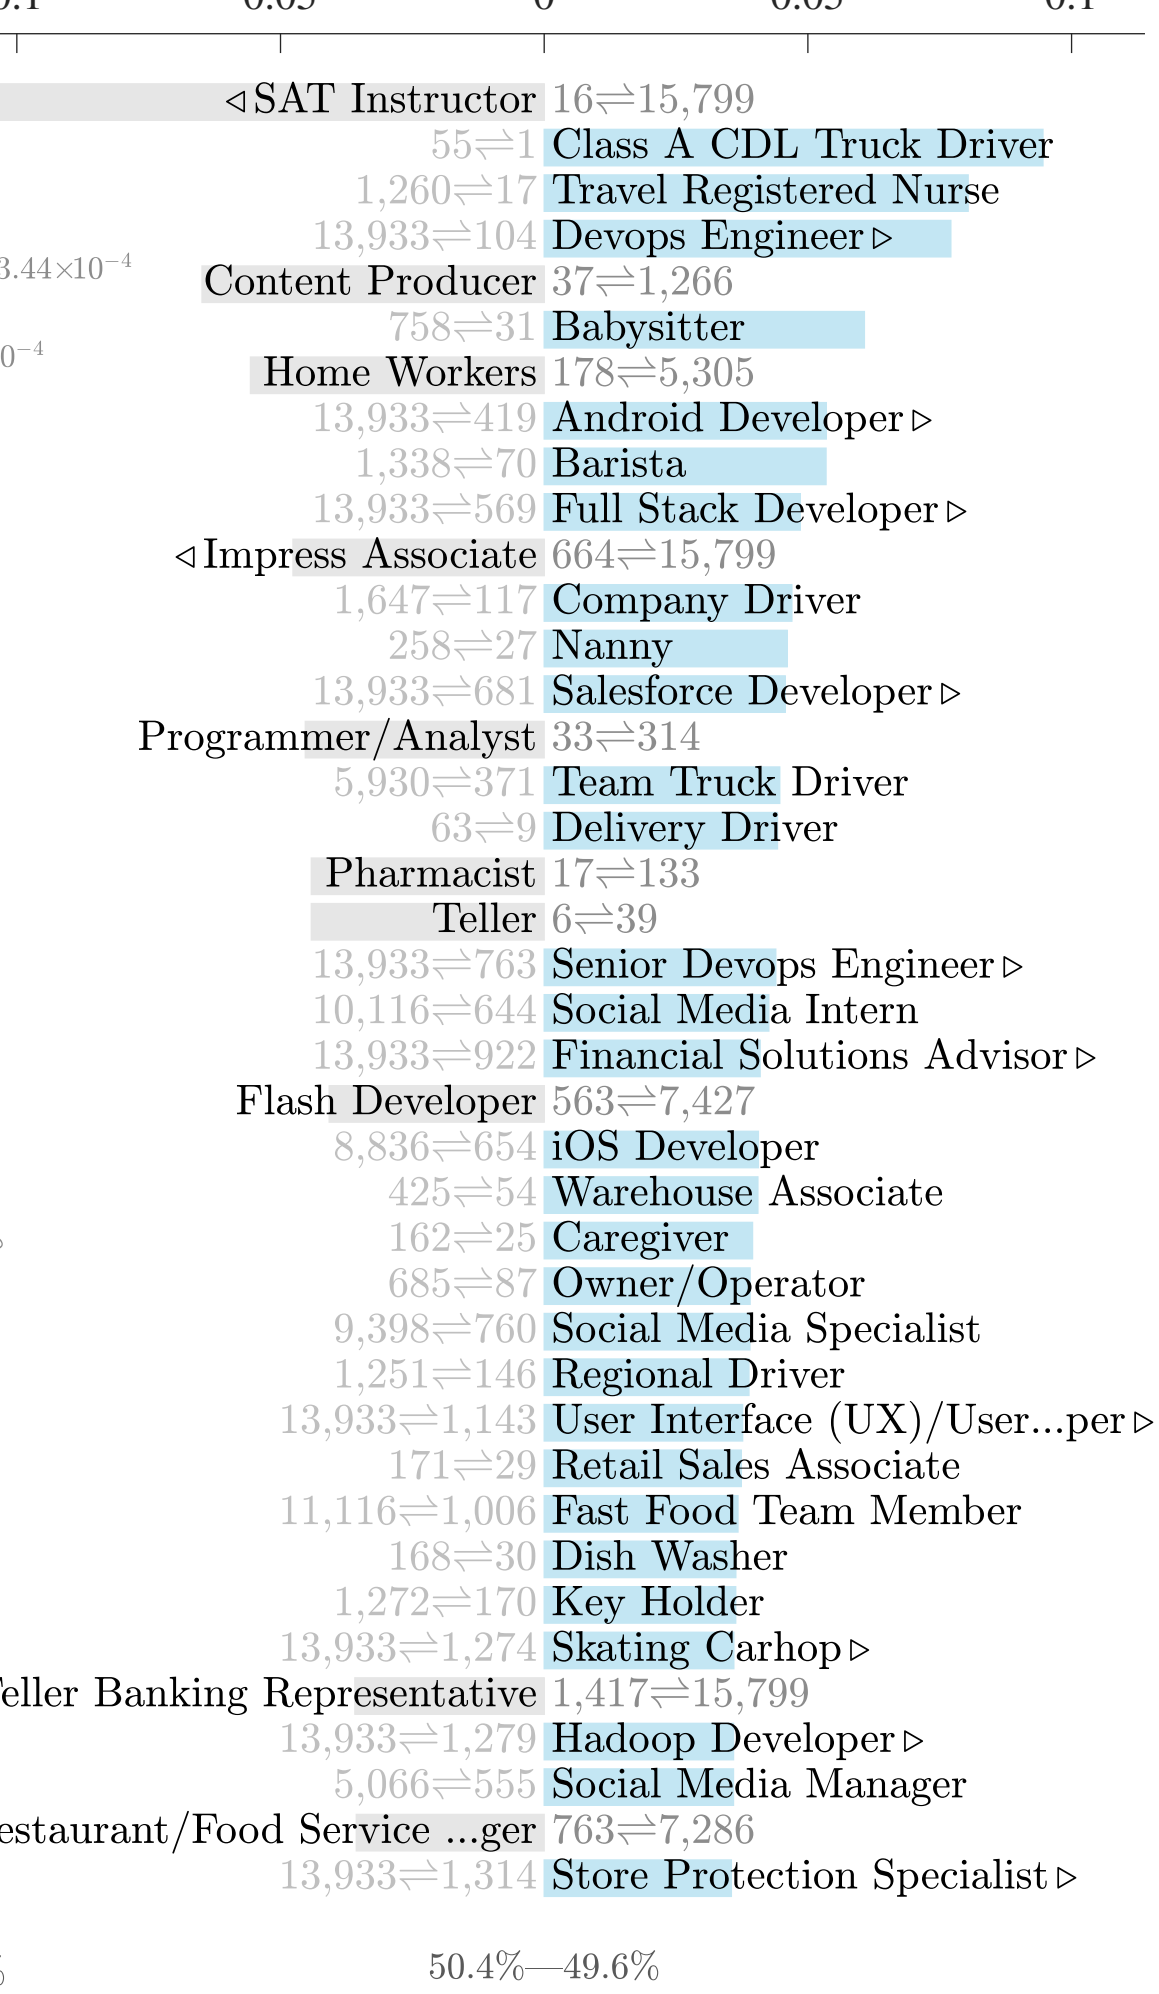 0.05 0 0.05 0.1
◁ SAT Instructor 16⇌15,799
55⇌1 Class A CDL Truck Driver
1,260⇌17 Travel Registered Nurse
13,933⇌104 Devops Engineer ▷
3.44×10⁻⁴
Content Producer 37⇌1,266
758⇌31 Babysitter
0⁻⁴
Home Workers 178⇌5,305
13,933⇌419 Android Developer ▷
1,338⇌70 Barista
13,933⇌569 Full Stack Developer ▷
◁ Impress Associate 664⇌15,799
1,647⇌117 Company Driver
258⇌27 Nanny
13,933⇌681 Salesforce Developer ▷
Programmer/Analyst 33⇌314
5,930⇌371 Team Truck Driver
63⇌9 Delivery Driver
Pharmacist 17⇌133
Teller 6⇌39
13,933⇌763 Senior Devops Engineer ▷
10,116⇌644 Social Media Intern
13,933⇌922 Financial Solutions Advisor ▷
Flash Developer 563⇌7,427
8,836⇌654 iOS Developer
425⇌54 Warehouse Associate
162⇌25 Caregiver
685⇌87 Owner/Operator
9,398⇌760 Social Media Specialist
1,251⇌146 Regional Driver
13,933⇌1,143 User Interface (UX)/User...per ▷
171⇌29 Retail Sales Associate
11,116⇌1,006 Fast Food Team Member
168⇌30 Dish Washer
1,272⇌170 Key Holder
13,933⇌1,274 Skating Carhop ▷
Teller Banking Representative 1,417⇌15,799
13,933⇌1,279 Hadoop Developer ▷
5,066⇌555 Social Media Manager
estaurant/Food Service ...ger 763⇌7,286
13,933⇌1,314 Store Protection Specialist ▷
50.4%—49.6%